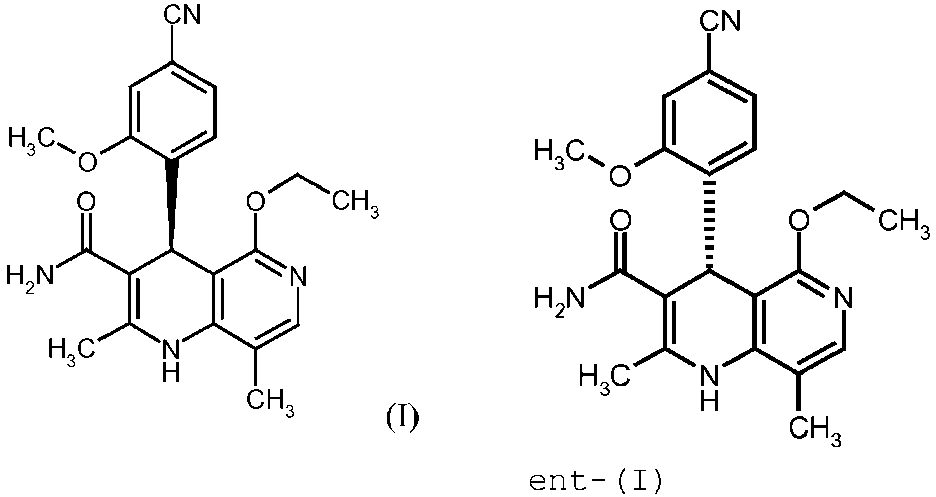 CN
H3C
O
O
O
CH3
H2N
N
H3C
N
H
CH3
(I)
CN
H3C
O
O
O
CH3
H2N
N
H3C
N
H
CH3
ent-(I)